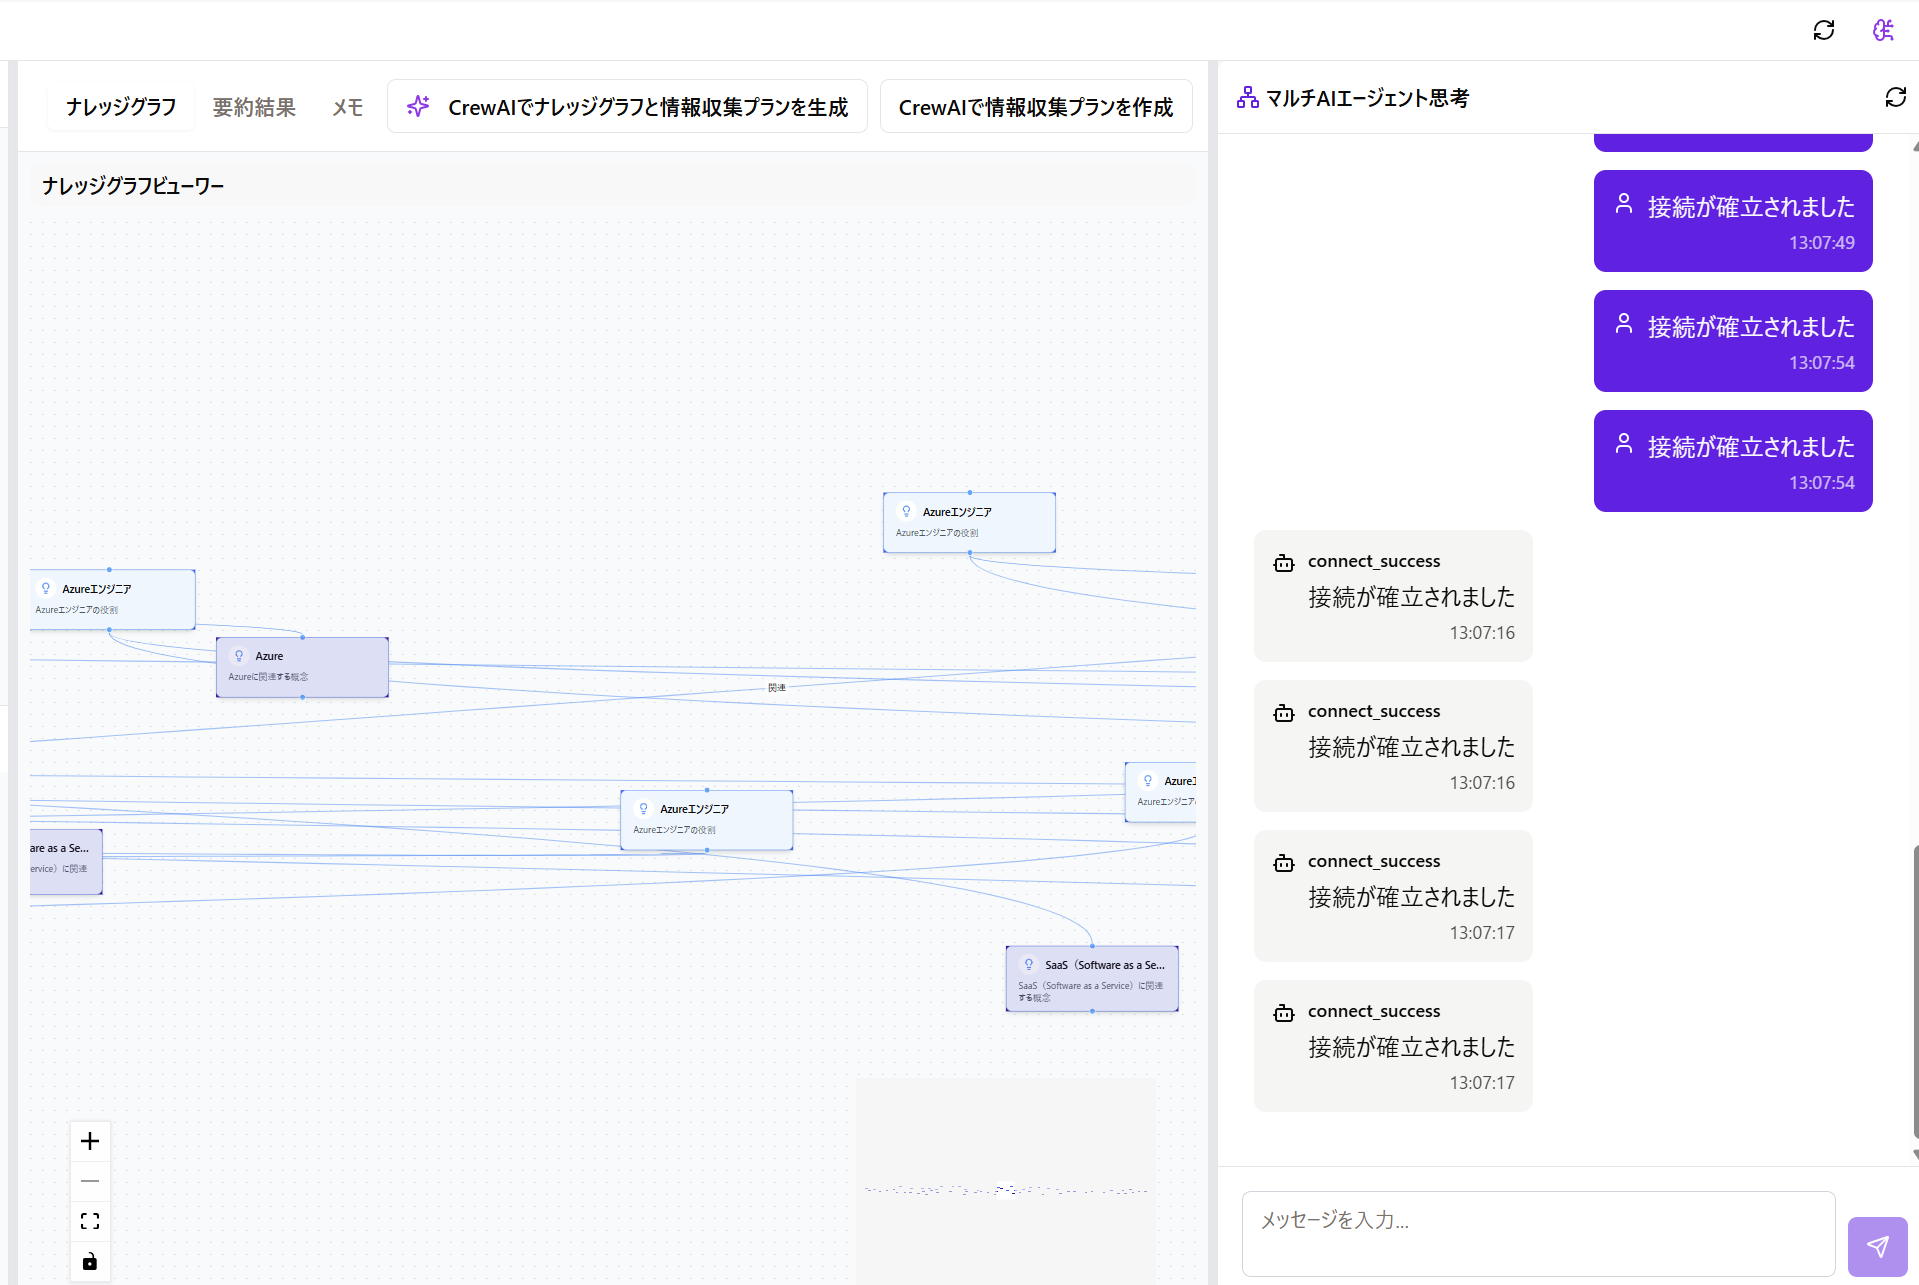 ナレッジグラフ
要約結果
メモ
CrewAIでナレッジグラフと情報収集プランを生成
CrewAIで情報収集プランを作成
ナレッジグラフビューワー
Azureエンジニア
Azureエンジニアの役割
Azureエンジニア
Azureエンジニアの役割
Azure
Azureに関連する概念
関連
Azureエ
Azureエンジニア
Azureエンジニア
Azureエンジニアの役割
are as a Se...
ervice）に関連
SaaS（Software as a Se...
SaaS（Software as a Service）に関連
する概念
マルチAIエージェント思考
接続が確立されました
13:07:49
接続が確立されました
13:07:54
接続が確立されました
13:07:54
connect_success
接続が確立されました
13:07:16
connect_success
接続が確立されました
13:07:16
connect_success
接続が確立されました
13:07:17
connect_success
接続が確立されました
13:07:17
メッセージを入力...